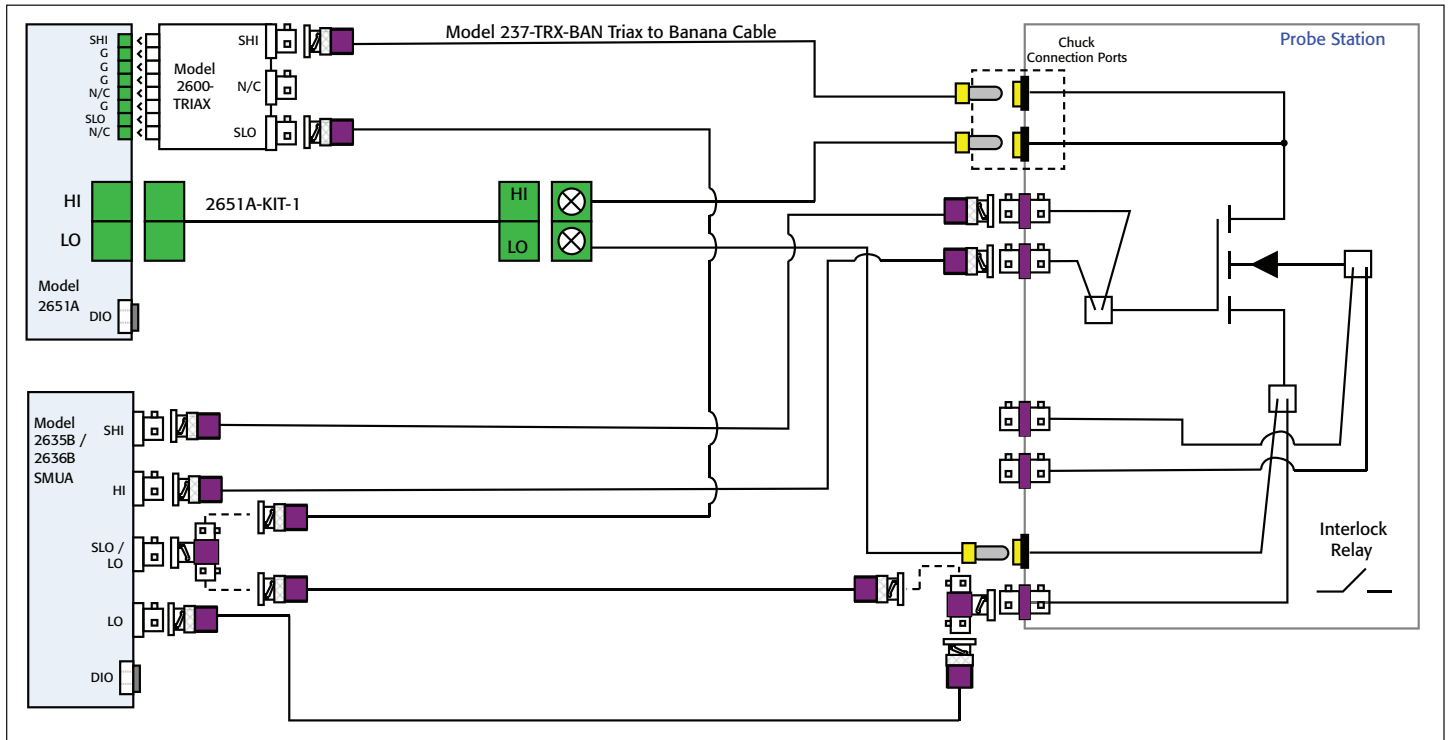 SHI
G
G
G
N/C
G
SLO
N/C
Model
2600-
TRIAX
SHI
N/C
SLO
Model 237-TRX-BAN Triax to Banana Cable
Chuck
Connection Ports
Probe Station
HI
LO
2651A-KIT-1
HI
LO
Model
2651A
DIO
Model
2635B /
2636B
SMUA
SHI
HI
SLO /
LO
LO
DIO
Interlock
Relay